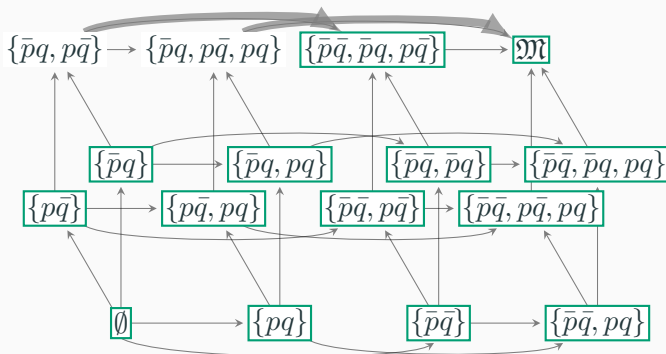 {p̄q, pq̄} {p̄q, pq̄, pq} {p̄q̄, p̄q, pq̄} 𝔐
{p̄q} {p̄q, pq} {p̄q̄, p̄q} {p̄q̄, p̄q, pq}
{pq̄} {pq̄, pq} {p̄q̄, pq̄} {p̄q̄, pq̄, pq}
∅ {pq} {p̄q̄} {p̄q̄, pq}